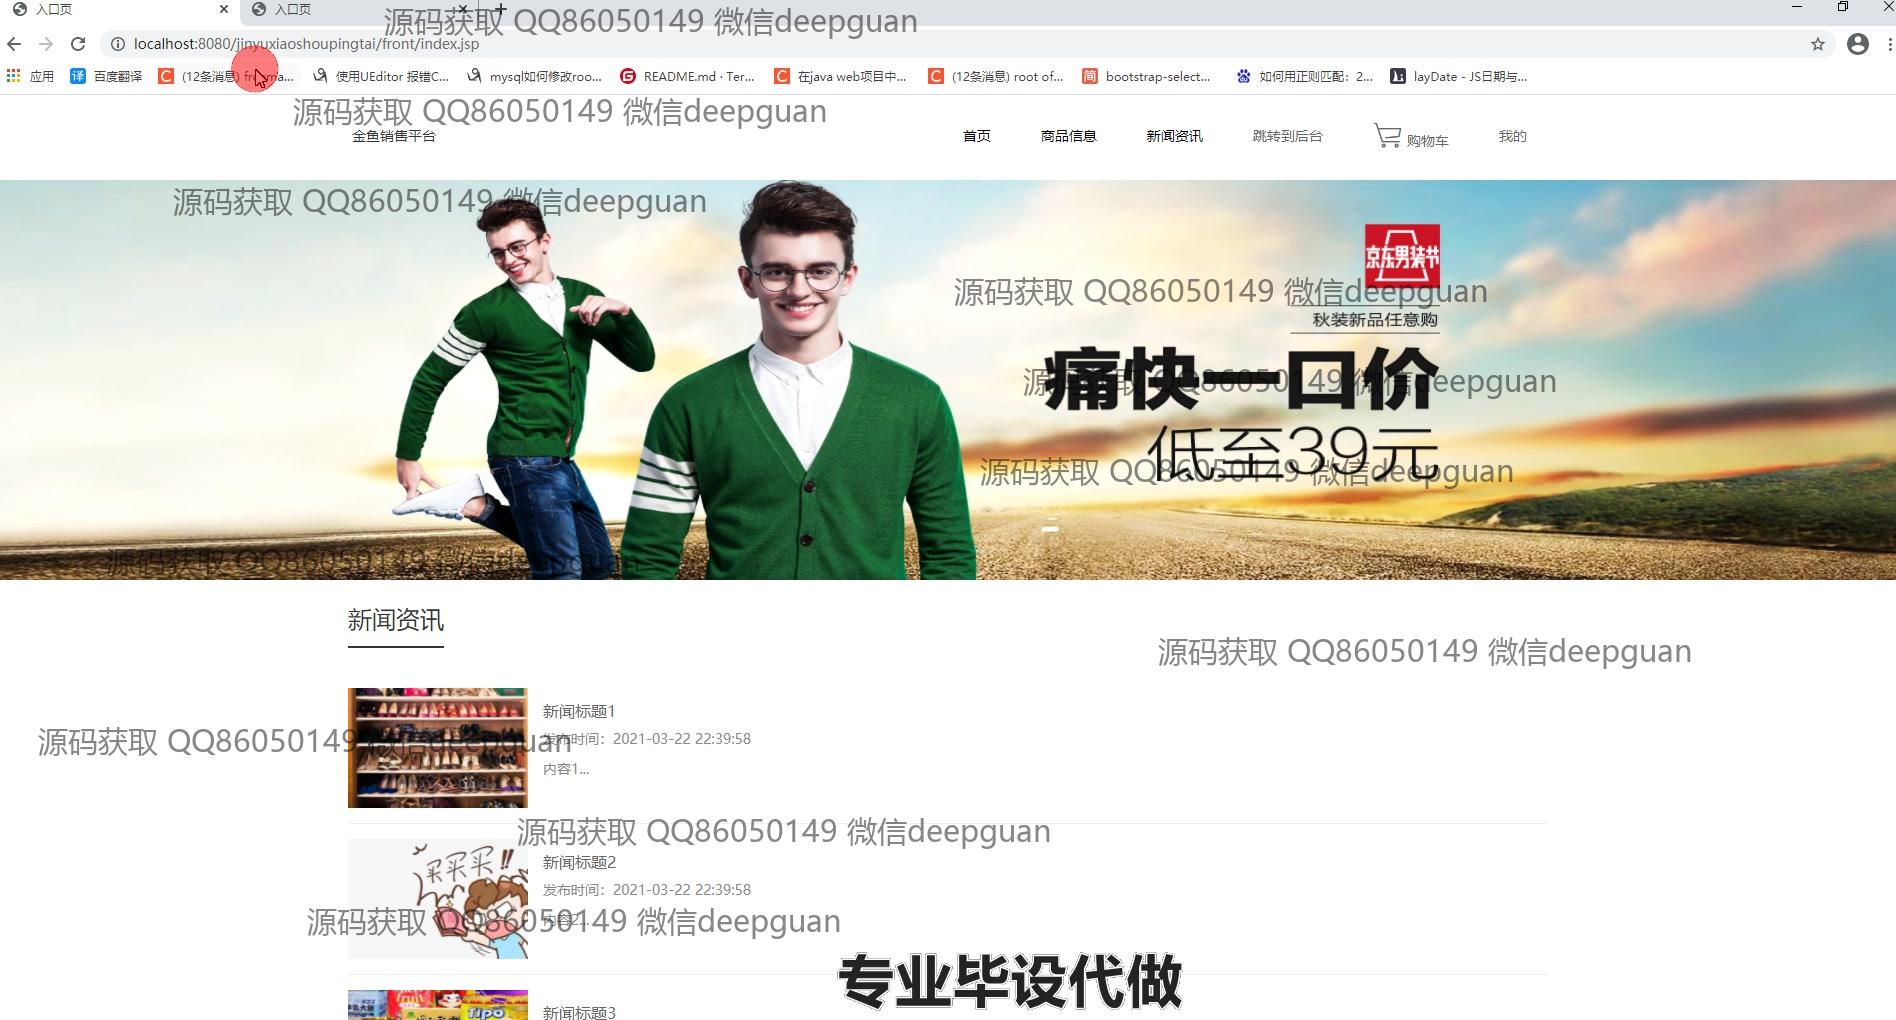 入口页
入口页
源码获取 QQ86050149 微信deepguan
localhost:8080/jinyuxiaoshoupingtai/front/index.jsp
应用
百度翻译
(12条消息) fr
使用UEditor 报错C...
mysql如何修改roo...
README.md · Ter...
在java web项目中...
(12条消息) root of...
bootstrap-select...
如何用正则匹配：2...
layDate - JS日期与...
源码获取 QQ86050149 微信deepguan
金鱼销售平台
首页
商品信息
新闻资讯
跳转到后台
购物车
我的
源码获取 QQ86050149 微信deepguan
京东男装节
源码获取 QQ86050149 微信deepguan
秋装新品任意购
痛快一口价
源码获取 QQ86050149 微信deepguan
低至39元
源码获取 QQ86050149 微信deepguan
源码获取 QQ86050149 微信deepguan
新闻资讯
源码获取 QQ86050149 微信deepguan
新闻标题1
发布时间：2021-03-22 22:39:58
源码获取 QQ86050149 微信deepguan
内容1...
源码获取 QQ86050149 微信deepguan
买买买!!
新闻标题2
发布时间：2021-03-22 22:39:58
内容2...
源码获取 QQ86050149 微信deepguan
专业毕设代做
Tipo
新闻标题3